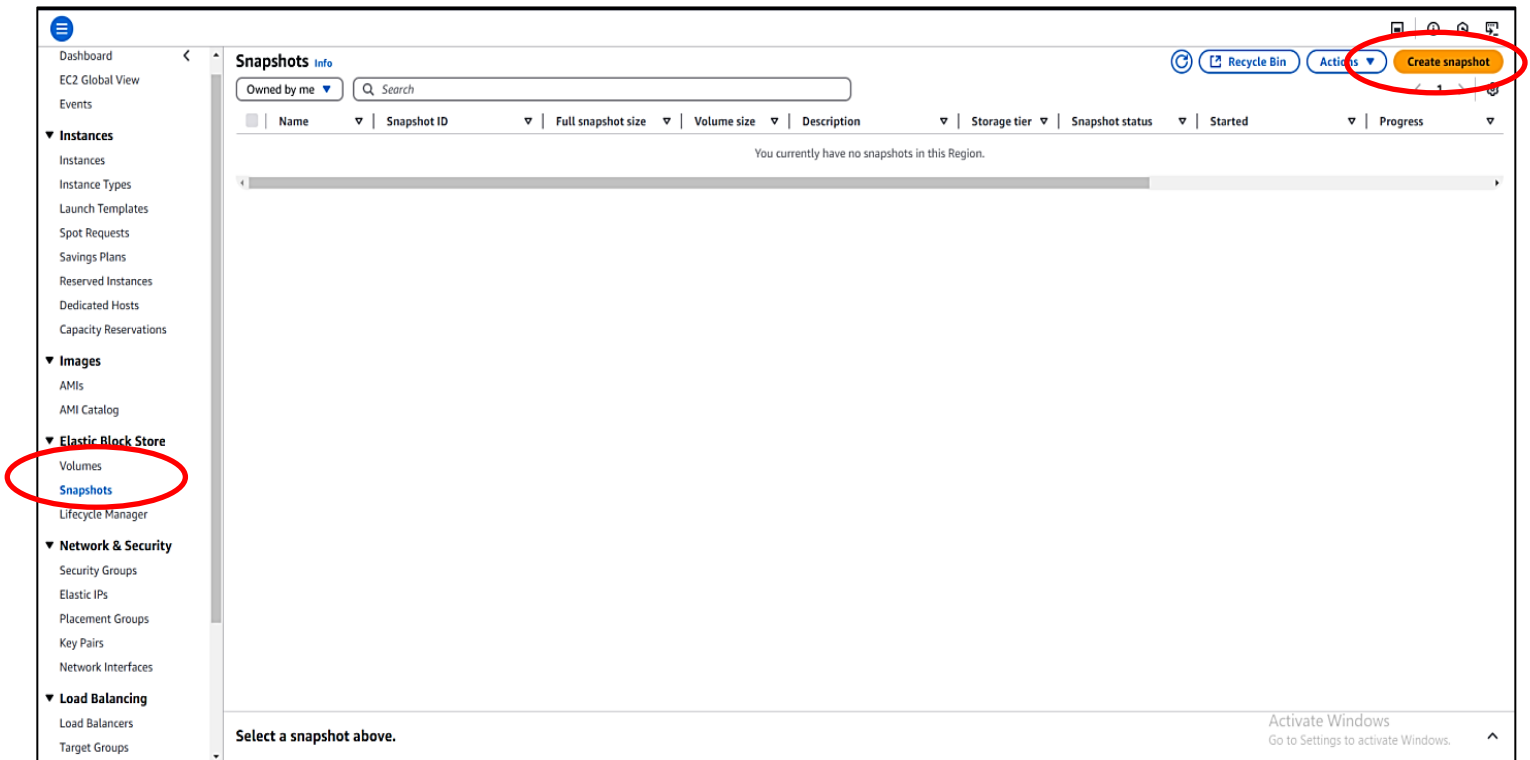 Dashboard
EC2 Global View
Events
Instances
Instances
Instance Types
Launch Templates
Spot Requests
Savings Plans
Reserved Instances
Dedicated Hosts
Capacity Reservations
Images
AMIs
AMI Catalog
Elastic Block Store
Volumes
Snapshots
Lifecycle Manager
Network & Security
Security Groups
Elastic IPs
Placement Groups
Key Pairs
Network Interfaces
Load Balancing
Load Balancers
Target Groups
Snapshots Info
Recycle Bin Actions Create snapshot
Owned by me Search 1
Name Snapshot ID Full snapshot size Volume size Description Storage tier Snapshot status Started Progress
You currently have no snapshots in this Region.
Select a snapshot above.
Activate Windows
Go to Settings to activate Windows.